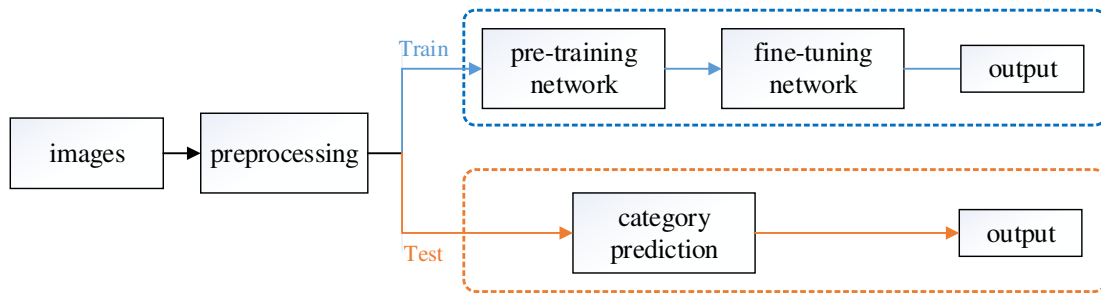 Train
pre-training
network
fine-tuning
network
output
images
preprocessing
Test
category
prediction
output